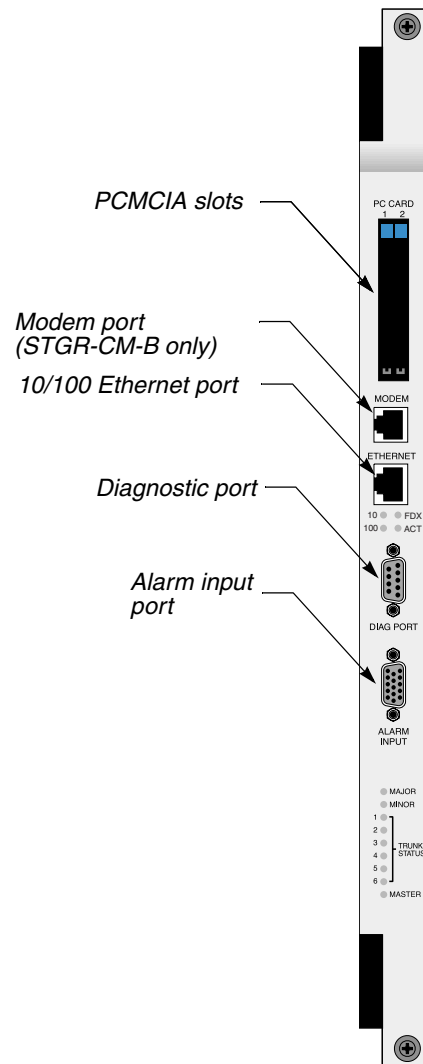 PCMCIA slots
Modem port
(STGR-CM-B only)
10/100 Ethernet port
Diagnostic port
Alarm input
port
PC CARD
1 2
MODEM
ETHERNET
10 FDX
100 ACT
DIAG PORT
ALARM
INPUT
MAJOR
MINOR
1
2
3
4
5
6
TRUNK
STATUS
MASTER